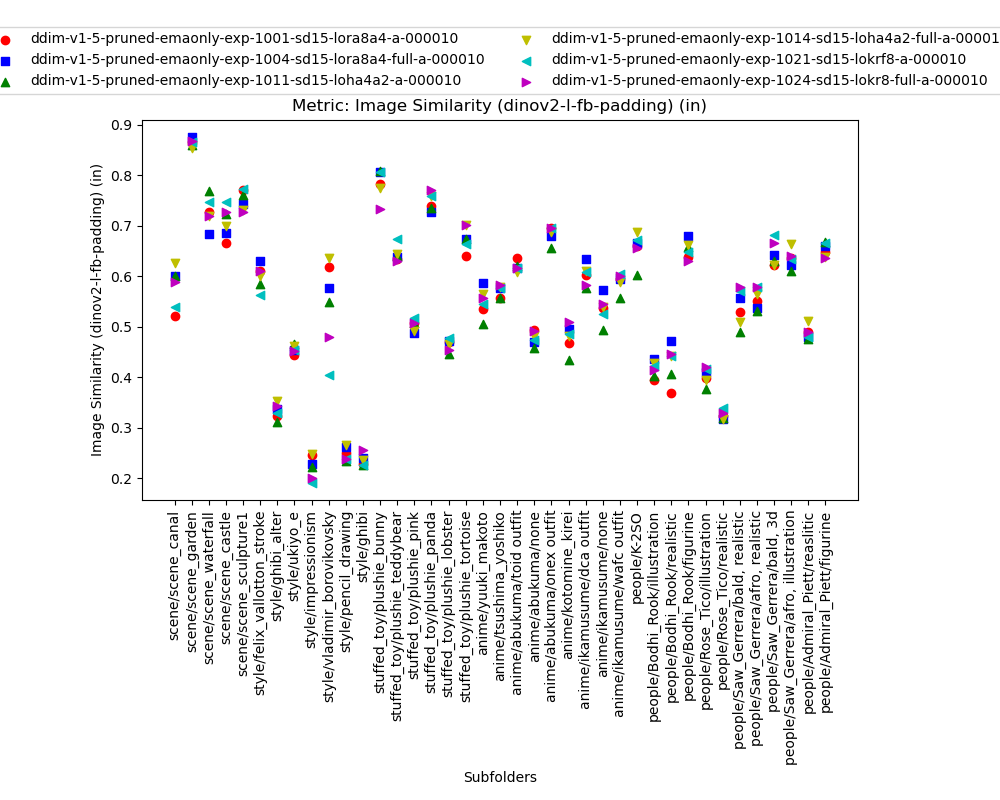 ddim-v1-5-pruned-emaonly-exp-1001-sd15-lora8a4-a-000010
ddim-v1-5-pruned-emaonly-exp-1004-sd15-lora8a4-full-a-000010
ddim-v1-5-pruned-emaonly-exp-1011-sd15-loha4a2-a-000010
ddim-v1-5-pruned-emaonly-exp-1014-sd15-loha4a2-full-a-00001
ddim-v1-5-pruned-emaonly-exp-1021-sd15-lokrf8-a-000010
ddim-v1-5-pruned-emaonly-exp-1024-sd15-lokr8-full-a-000010
Metric: Image Similarity (dinov2-l-fb-padding) (in)
Image Similarity (dinov2-l-fb-padding) (in)
0.9
0.8
0.7
0.6
0.5
0.4
0.3
0.2
scene/scene_canal
scene/scene_garden
scene/scene_waterfall
scene/scene_castle
scene/scene_sculpture1
style/felix_vallotton_stroke
style/ghibi_alter
style/ukiyo_e
style/impressionism
style/vladimir_borovikovsky
style/pencil_drawing
style/ghibi
stuffed_toy/plushie_bunny
stuffed_toy/plushie_teddybear
stuffed_toy/plushie_pink
stuffed_toy/plushie_panda
stuffed_toy/plushie_lobster
stuffed_toy/plushie_tortoise
anime/yuuki_makoto
anime/tsushima_yoshiko
anime/abukuma/toid outfit
anime/abukuma/none
anime/abukuma/onex outfit
anime/kotomine_kirei
anime/ikamusume/dca outfit
anime/ikamusume/none
anime/ikamusume/wafc outfit
people/K-2SO
people/Bodhi_Rook/illustration
people/Bodhi_Rook/realistic
people/Bodhi_Rook/figurine
people/Rose_Tico/illustration
people/Rose_Tico/realistic
people/Saw_Gerrera/bald, realistic
people/Saw_Gerrera/afro, realistic
people/Saw_Gerrera/bald, 3d
people/Saw_Gerrera/afro, illustration
people/Admiral_Piett/reaslitic
people/Admiral_Piett/figurine
Subfolders